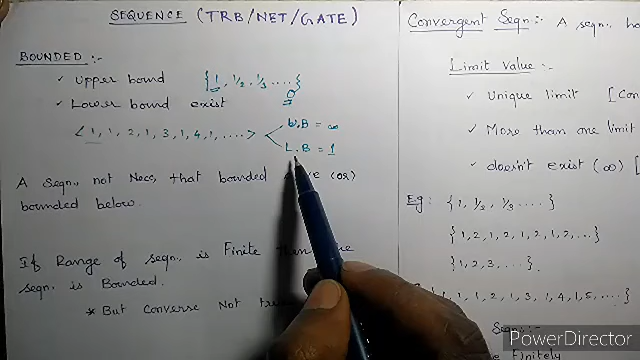 SEQUENCE (TRB/NET/GATE)
BOUNDED :-
✓ Upper bound {1, 1/2, 1/3 ....}
✓ Lower bound exist 0
< 1, 1, 2, 1, 3, 1, 4, 1, .... > U.B = ∞
L.B = 1
A Seqn, not Nece, that bounded (or)
bounded below.
If Range of seqn. is Finite
seqn is Bounded.
* But Converse Not
Convergent Seqn:- A seqn.
Limit Value :-
✓ Unique limit
✓ More than one limit
✓ doesn't exist (∞)
Eg: {1, 1/2, 1/3 ....}
{1, 2, 1, 2, 1, 2, 1, 2, ...}
{1, 2, 3, ....}
1, 1, 2, 1, 3, 1, 4, 1, 5, ....}
Seqn:-
Finitely
PowerDirector